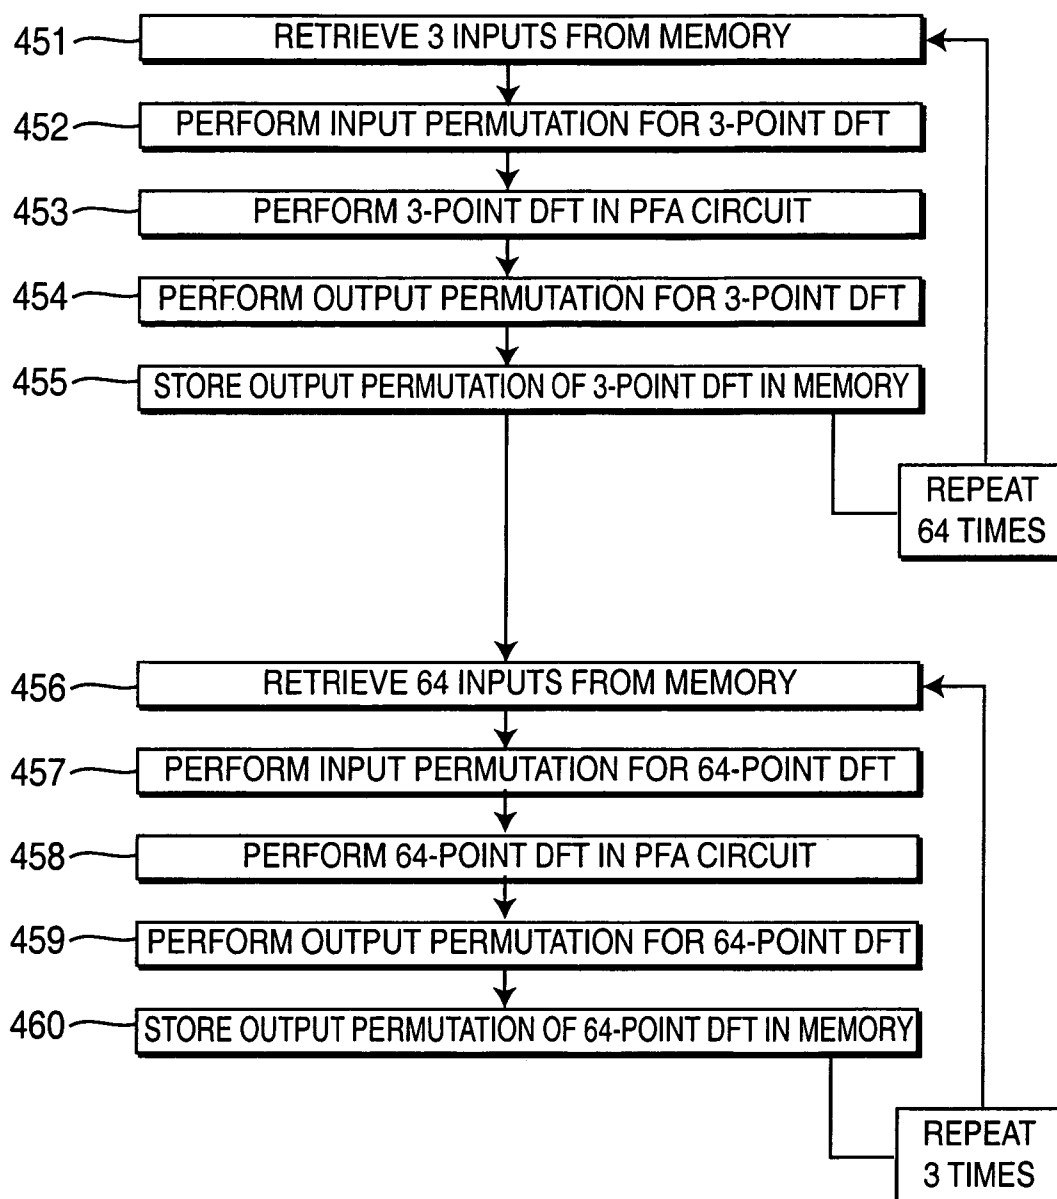 451
RETRIEVE 3 INPUTS FROM MEMORY
452
PERFORM INPUT PERMUTATION FOR 3-POINT DFT
453
PERFORM 3-POINT DFT IN PFA CIRCUIT
454
PERFORM OUTPUT PERMUTATION FOR 3-POINT DFT
455
STORE OUTPUT PERMUTATION OF 3-POINT DFT IN MEMORY
REPEAT
64 TIMES
456
RETRIEVE 64 INPUTS FROM MEMORY
457
PERFORM INPUT PERMUTATION FOR 64-POINT DFT
458
PERFORM 64-POINT DFT IN PFA CIRCUIT
459
PERFORM OUTPUT PERMUTATION FOR 64-POINT DFT
460
STORE OUTPUT PERMUTATION OF 64-POINT DFT IN MEMORY
REPEAT
3 TIMES